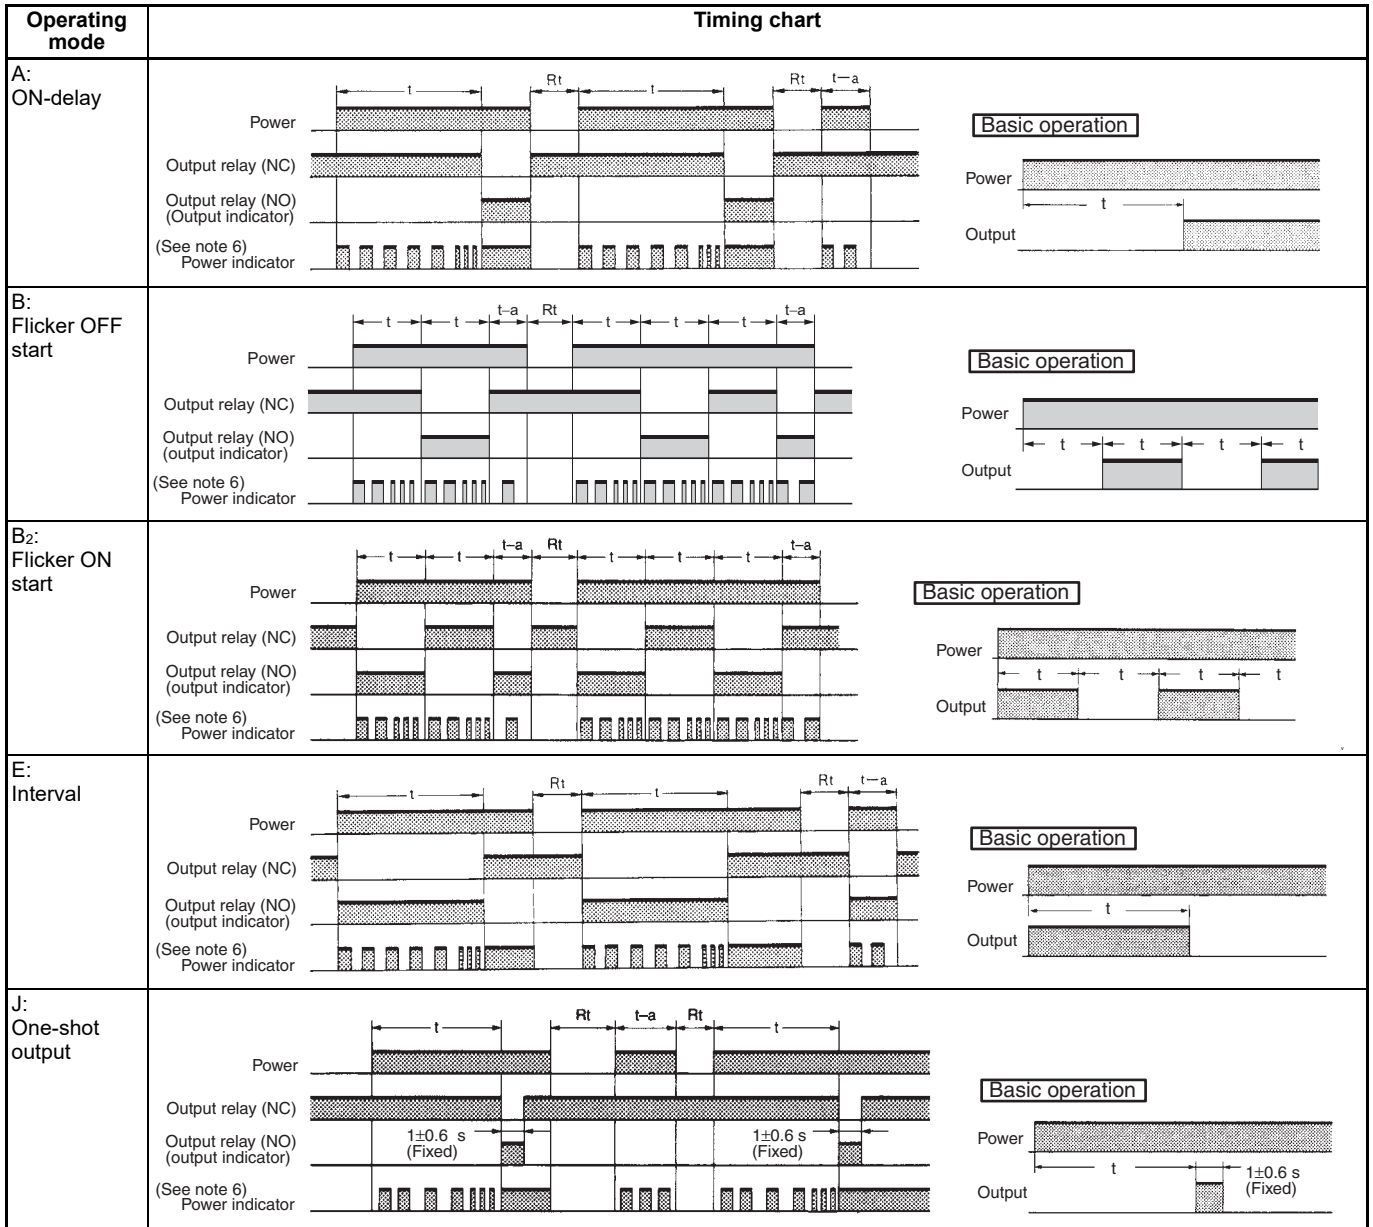 Operating mode
Timing chart
A:
ON-delay
t
Rt
t
Rt
t–a
Power
Output relay (NC)
Output relay (NO)
(Output indicator)
(See note 6)
Power indicator
Basic operation
Power
t
Output
B:
Flicker OFF
start
t
t
t–a
Rt
t
t
t
t–a
Power
Output relay (NC)
Output relay (NO)
(output indicator)
(See note 6)
Power indicator
Basic operation
Power
t
t
t
t
Output
B₂:
Flicker ON
start
t
t
t–a
Rt
t
t
t
t–a
Power
Output relay (NC)
Output relay (NO)
(output indicator)
(See note 6)
Power indicator
Basic operation
Power
t
t
t
t
Output
E:
Interval
t
Rt
t
Rt
t–a
Power
Output relay (NC)
Output relay (NO)
(output indicator)
(See note 6)
Power indicator
Basic operation
Power
t
Output
J:
One-shot
output
t
Rt
t–a
Rt
t
Power
Output relay (NC)
Output relay (NO)
(output indicator)
1±0.6 s
(Fixed)
1±0.6 s
(Fixed)
(See note 6)
Power indicator
Basic operation
Power
t
1±0.6 s
(Fixed)
Output